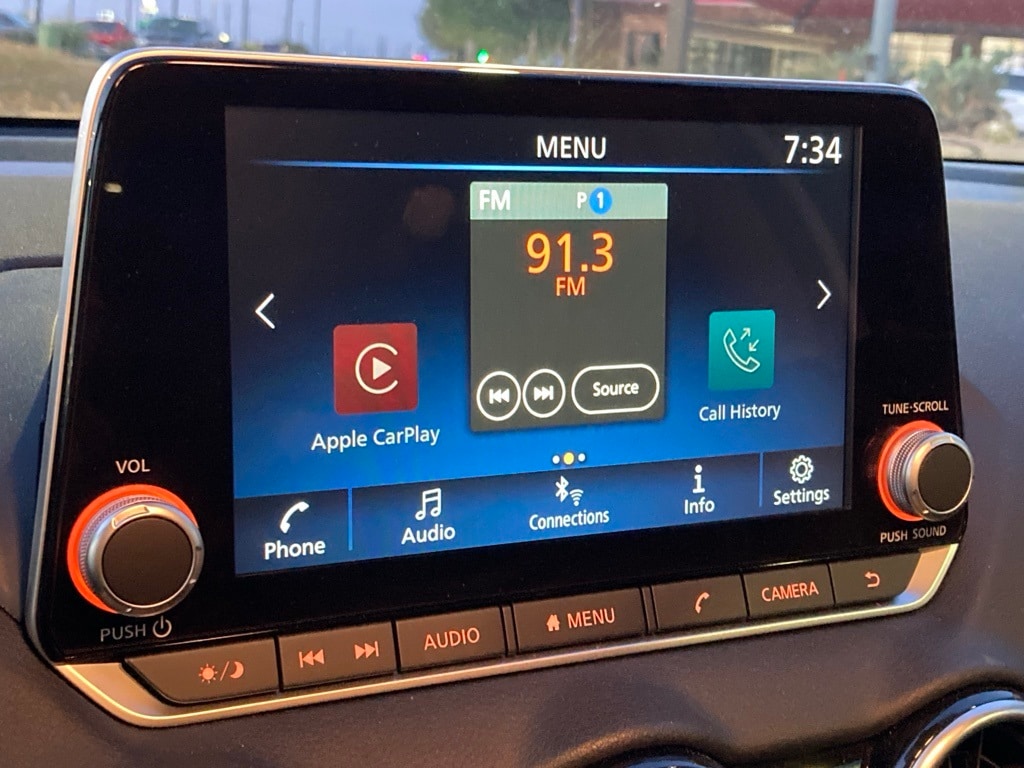 MENU
7:34
FM P 1
91.3
FM
Source
Apple CarPlay
Call History
Phone
Audio
Connections
Info
Settings
VOL
PUSH
TUNE·SCROLL
PUSH SOUND
AUDIO
MENU
CAMERA